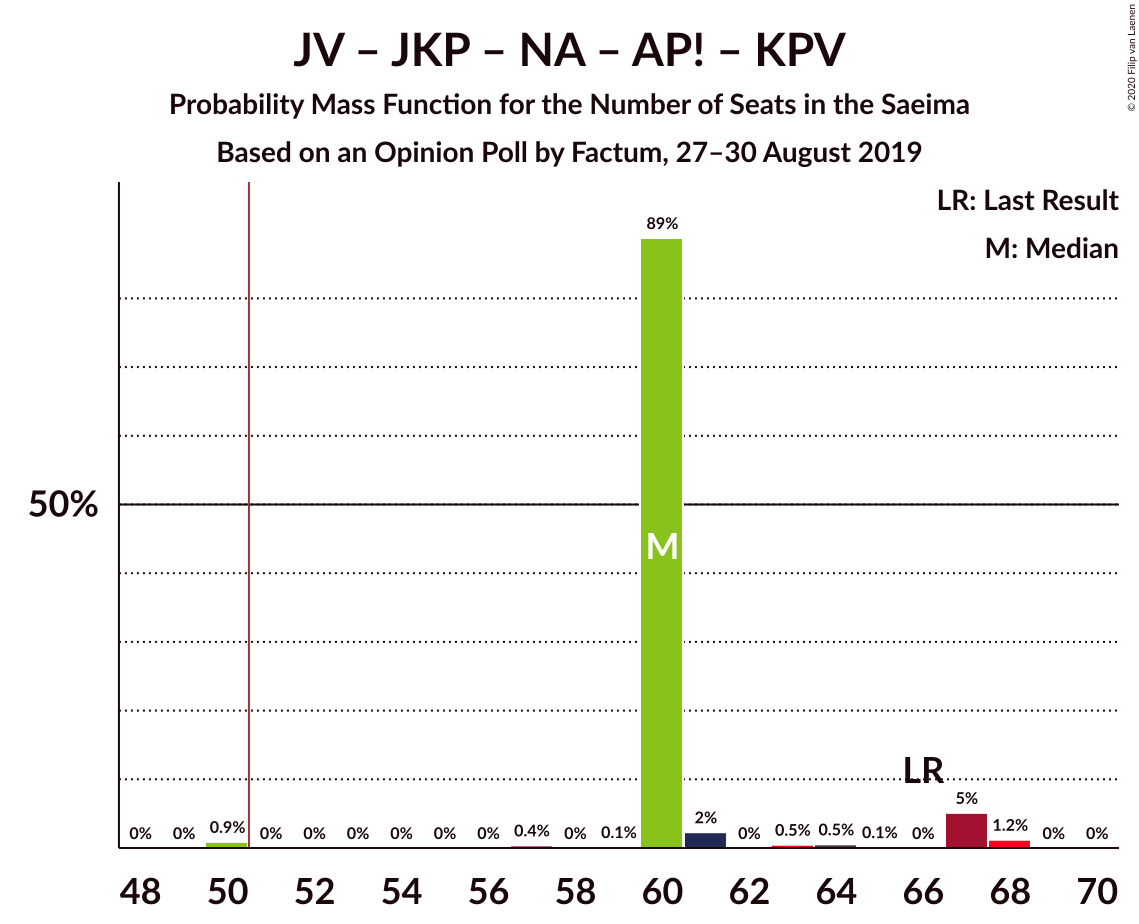 JV – JKP – NA – AP! – KPV
Probability Mass Function for the Number of Seats in the Saeima
Based on an Opinion Poll by Factum, 27–30 August 2019
© 2020 Filip van Laenen
LR: Last Result
M: Median
89%
50%
M
LR
0% 0% 0.9% 0% 0% 0% 0% 0% 0% 0.4% 0% 0.1% 2% 0% 0.5% 0.5% 0.1% 0% 5% 1.2% 0% 0%
48 50 52 54 56 58 60 62 64 66 68 70